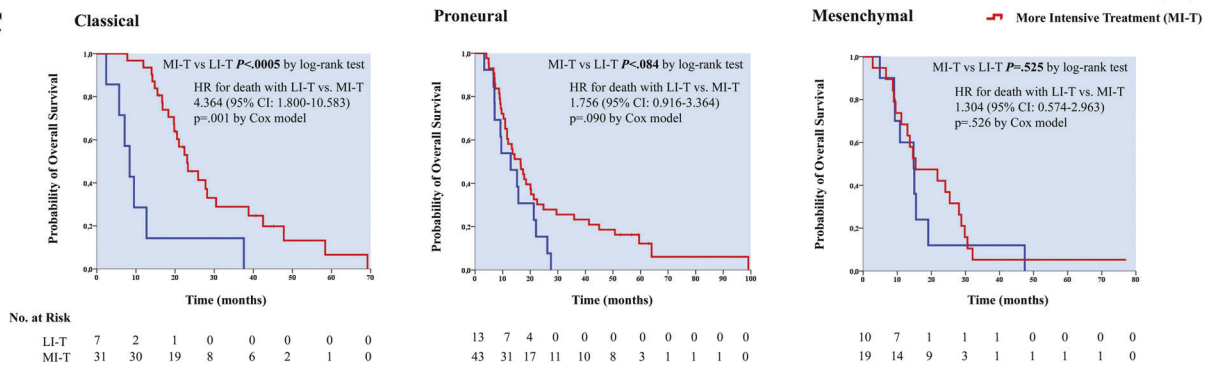 Classical
Proneural
Mesenchymal
More Intensive Treatment (MI-T)
MI-T vs LI-T P<.0005 by log-rank test
HR for death with LI-T vs. MI-T
4.364 (95% CI: 1.800-10.583)
p=.001 by Cox model
Probability of Overall Survival
1,0
0,8
0,6
0,4
0,2
0,0
0 10 20 30 40 50 60 70
Time (months)
MI-T vs LI-T P<.084 by log-rank test
HR for death with LI-T vs. MI-T
1.756 (95% CI: 0.916-3.364)
p=.090 by Cox model
Probability of Overall Survival
1,0
0,8
0,6
0,4
0,2
0,0
0 10 20 30 40 50 60 70 80 90 100
Time (months)
MI-T vs LI-T P=.525 by log-rank test
HR for death with LI-T vs. MI-T
1.304 (95% CI: 0.574-2.963)
p=.526 by Cox model
Probability of Overall Survival
1,0
0,8
0,6
0,4
0,2
0,0
0 10 20 30 40 50 60 70 80
Time (months)
No. at Risk
LI-T 7 2 1 0 0 0 0 0
MI-T 31 30 19 8 6 2 1 0
13 7 4 0 0 0 0 0 0 0 0
43 31 17 11 10 8 3 1 1 1 0
10 7 1 1 1 0 0 0 0
19 14 9 3 1 1 1 1 0